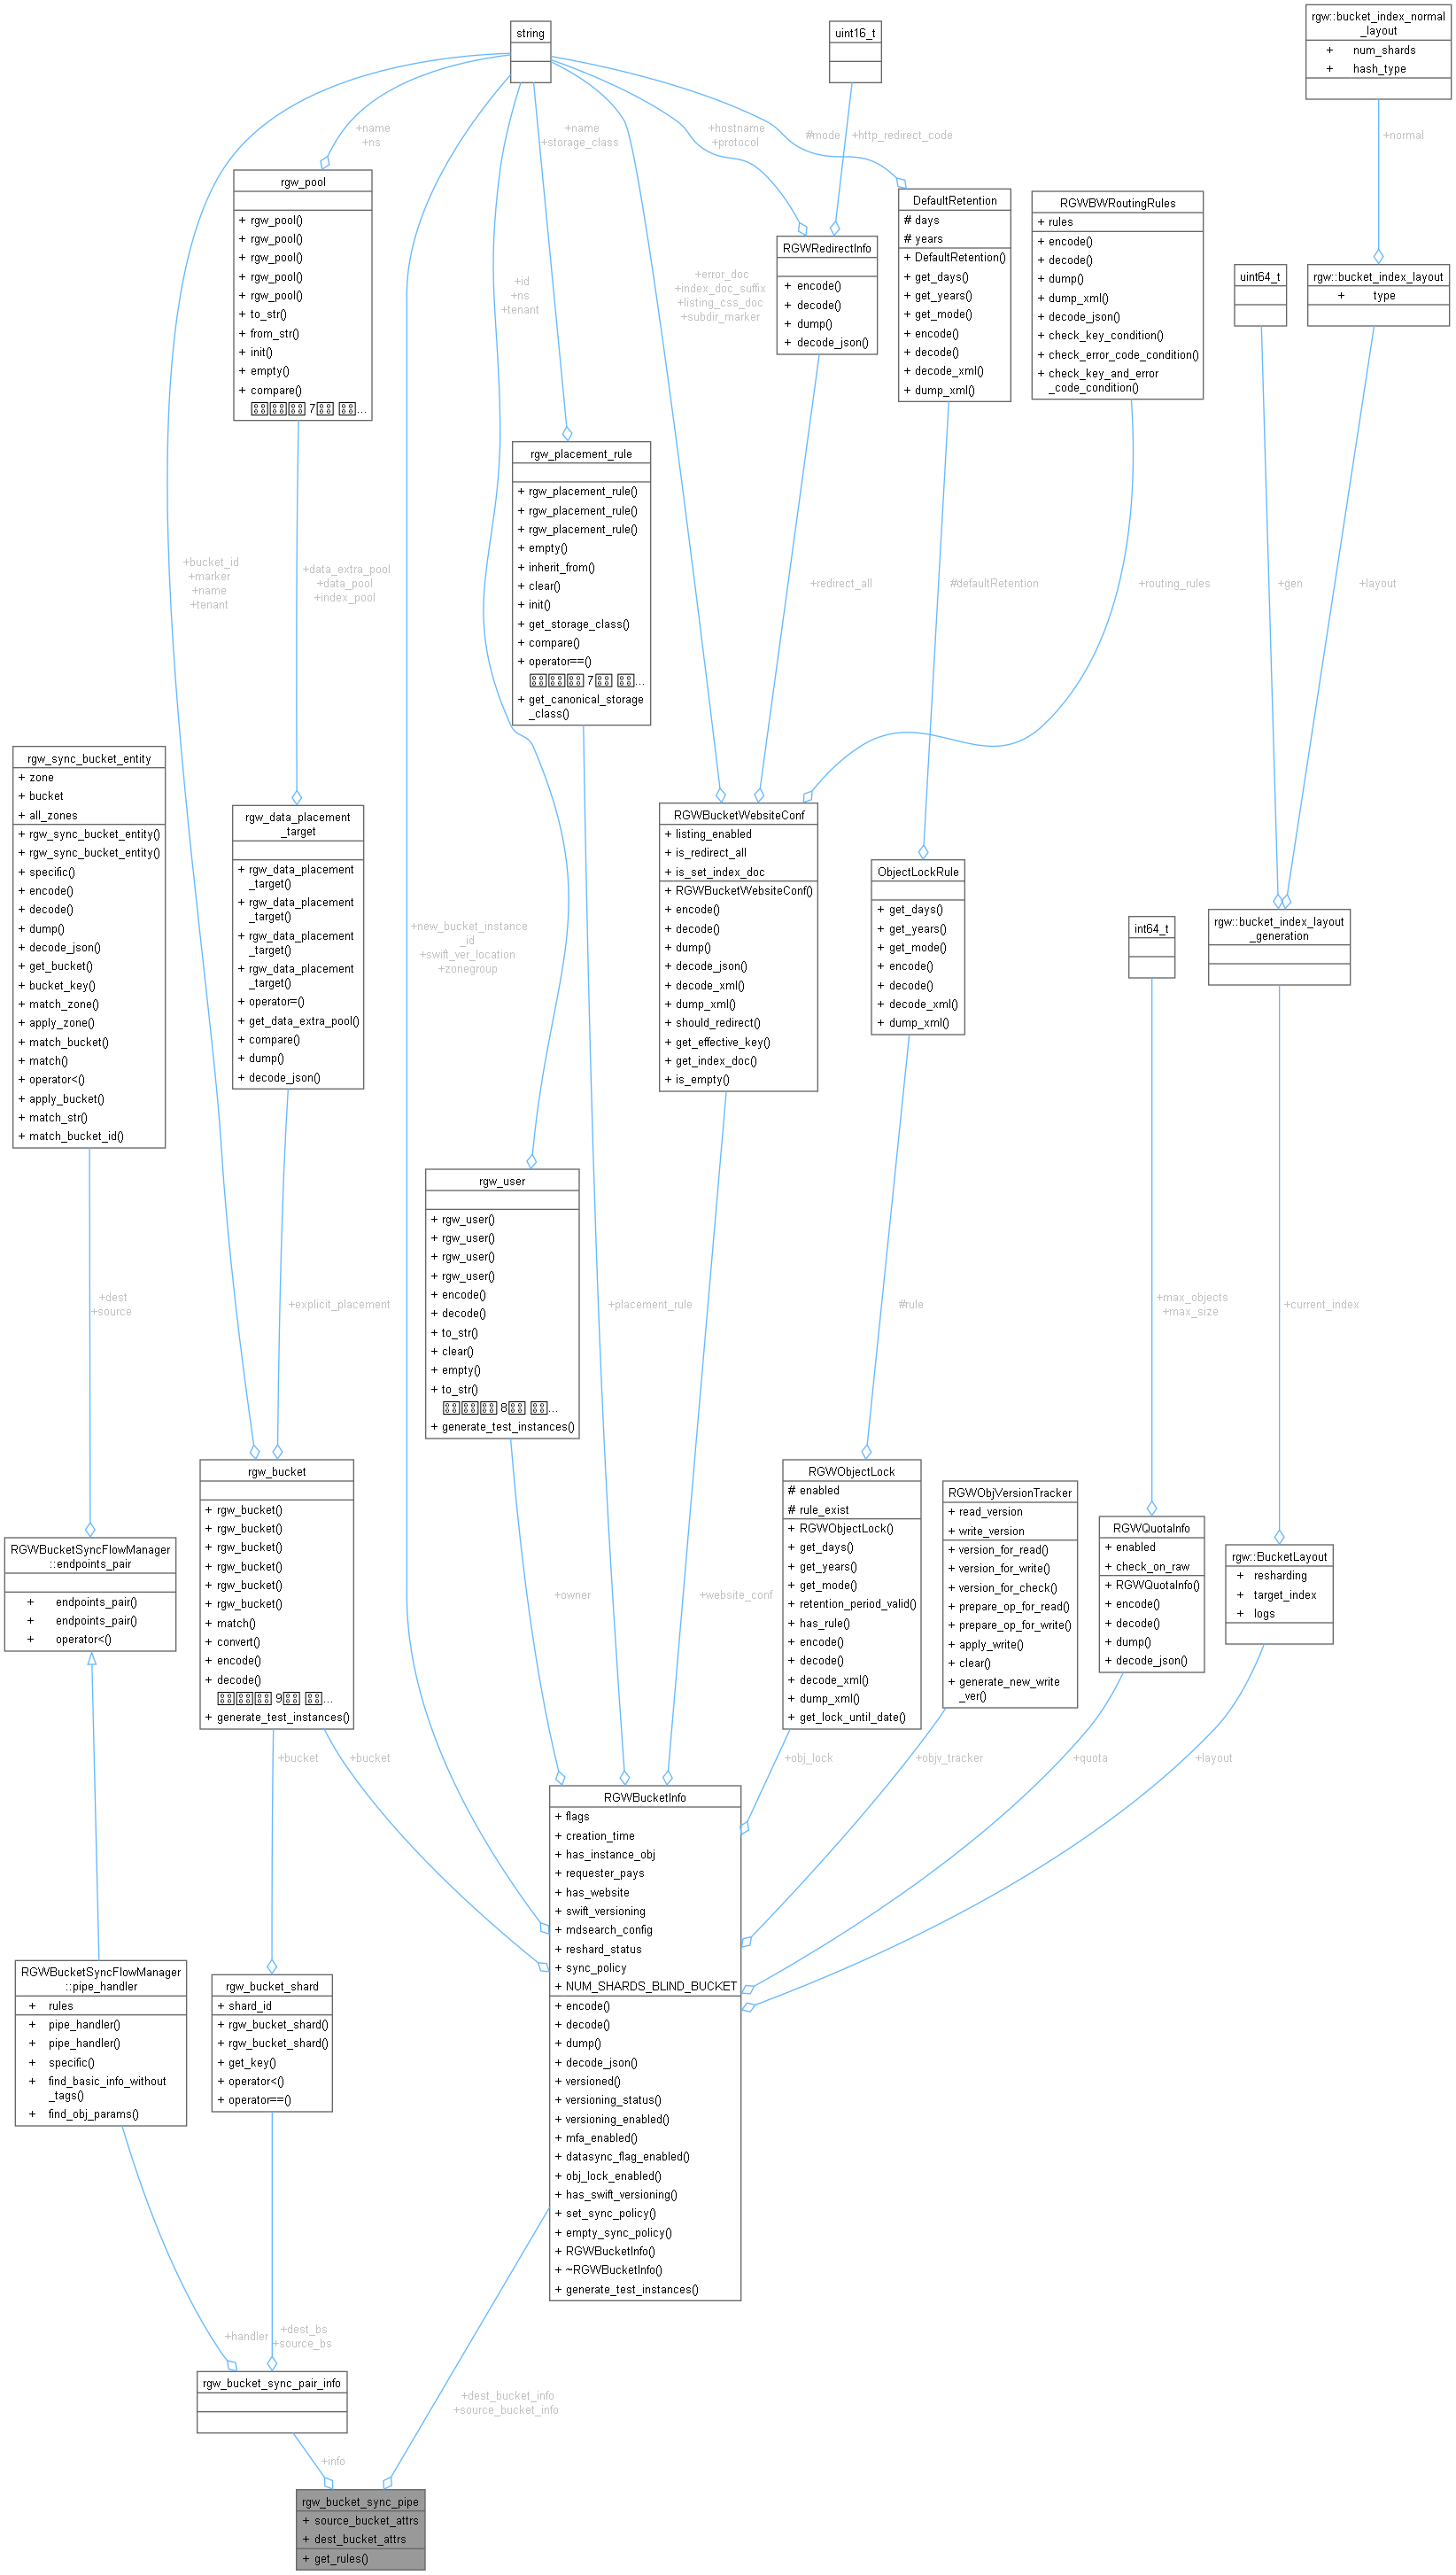 string
uint16_t
rgw::bucket_index_normal
_layout
+ num_shards
+ hash_type
+name
+ns
+name
+storage_class
+hostname
+protocol
#mode
+http_redirect_code
+normal
rgw_pool
+ rgw_pool()
+ rgw_pool()
+ rgw_pool()
+ rgw_pool()
+ rgw_pool()
+ to_str()
+ from_str()
+ init()
+ empty()
+ compare()
7
...
DefaultRetention
# days
# years
+ DefaultRetention()
+ get_days()
+ get_years()
+ get_mode()
+ encode()
+ decode()
+ decode_xml()
+ dump_xml()
RGWBWRoutingRules
+ rules
+ encode()
+ decode()
+ dump()
+ dump_xml()
+ decode_json()
+ check_key_condition()
+ check_error_code_condition()
+ check_key_and_error
_code_condition()
RGWRedirectInfo
+ encode()
+ decode()
+ dump()
+ decode_json()
uint64_t
rgw::bucket_index_layout
+ type
+id
+ns
+tenant
+error_doc
+index_doc_suffix
+listing_css_doc
+subdir_marker
rgw_placement_rule
+ rgw_placement_rule()
+ rgw_placement_rule()
+ rgw_placement_rule()
+ empty()
+ inherit_from()
+ clear()
+ init()
+ get_storage_class()
+ compare()
+ operator==()
7
...
+ get_canonical_storage
_class()
+bucket_id
+marker
+name
+tenant
+data_extra_pool
+data_pool
+index_pool
+redirect_all
#defaultRetention
+routing_rules
+gen
+layout
rgw_sync_bucket_entity
+ zone
+ bucket
+ all_zones
+ rgw_sync_bucket_entity()
+ rgw_sync_bucket_entity()
+ specific()
+ encode()
+ decode()
+ dump()
+ decode_json()
+ get_bucket()
+ bucket_key()
+ match_zone()
+ apply_zone()
+ match_bucket()
+ match()
+ operator<()
+ apply_bucket()
+ match_str()
+ match_bucket_id()
rgw_data_placement
_target
+ rgw_data_placement
_target()
+ rgw_data_placement
_target()
+ rgw_data_placement
_target()
+ rgw_data_placement
_target()
+ operator=()
+ get_data_extra_pool()
+ compare()
+ dump()
+ decode_json()
RGWBucketWebsiteConf
+ listing_enabled
+ is_redirect_all
+ is_set_index_doc
+ RGWBucketWebsiteConf()
+ encode()
+ decode()
+ dump()
+ decode_json()
+ decode_xml()
+ dump_xml()
+ should_redirect()
+ get_effective_key()
+ get_index_doc()
+ is_empty()
ObjectLockRule
+ get_days()
+ get_years()
+ get_mode()
+ encode()
+ decode()
+ decode_xml()
+ dump_xml()
int64_t
rgw::bucket_index_layout
_generation
+new_bucket_instance
_id
+swift_ver_location
+zonegroup
rgw_user
+ rgw_user()
+ rgw_user()
+ rgw_user()
+ rgw_user()
+ encode()
+ decode()
+ to_str()
+ clear()
+ empty()
+ to_str()
8
...
+ generate_test_instances()
+dest
+source
+explicit_placement
+placement_rule
#rule
+max_objects
+max_size
+current_index
rgw_bucket
+ rgw_bucket()
+ rgw_bucket()
+ rgw_bucket()
+ rgw_bucket()
+ rgw_bucket()
+ rgw_bucket()
+ match()
+ convert()
+ encode()
+ decode()
9
...
+ generate_test_instances()
RGWObjectLock
# enabled
# rule_exist
+ RGWObjectLock()
+ get_days()
+ get_years()
+ get_mode()
+ retention_period_valid()
+ has_rule()
+ encode()
+ decode()
+ decode_xml()
+ dump_xml()
+ get_lock_until_date()
RGWObjVersionTracker
+ read_version
+ write_version
+ version_for_read()
+ version_for_write()
+ version_for_check()
+ prepare_op_for_read()
+ prepare_op_for_write()
+ apply_write()
+ clear()
+ generate_new_write
_ver()
RGWQuotaInfo
+ enabled
+ check_on_raw
+ RGWQuotaInfo()
+ encode()
+ decode()
+ dump()
+ decode_json()
rgw::BucketLayout
+ resharding
+ target_index
+ logs
RGWBucketSyncFlowManager
::endpoints_pair
+ endpoints_pair()
+ endpoints_pair()
+ operator<()
+owner
+website_conf
+bucket
+bucket
+obj_lock
+objv_tracker
+quota
+layout
RGWBucketInfo
+ flags
+ creation_time
+ has_instance_obj
+ requester_pays
+ has_website
+ swift_versioning
+ mdsearch_config
+ reshard_status
+ sync_policy
+ NUM_SHARDS_BLIND_BUCKET
+ encode()
+ decode()
+ dump()
+ decode_json()
+ versioned()
+ versioning_status()
+ versioning_enabled()
+ mfa_enabled()
+ datasync_flag_enabled()
+ obj_lock_enabled()
+ has_swift_versioning()
+ set_sync_policy()
+ empty_sync_policy()
+ RGWBucketInfo()
+ ~RGWBucketInfo()
+ generate_test_instances()
RGWBucketSyncFlowManager
::pipe_handler
+ rules
+ pipe_handler()
+ pipe_handler()
+ specific()
+ find_basic_info_without
_tags()
+ find_obj_params()
rgw_bucket_shard
+ shard_id
+ rgw_bucket_shard()
+ rgw_bucket_shard()
+ get_key()
+ operator<()
+ operator==()
+handler
+dest_bs
+source_bs
rgw_bucket_sync_pair_info
+dest_bucket_info
+source_bucket_info
+info
rgw_bucket_sync_pipe
+ source_bucket_attrs
+ dest_bucket_attrs
+ get_rules()